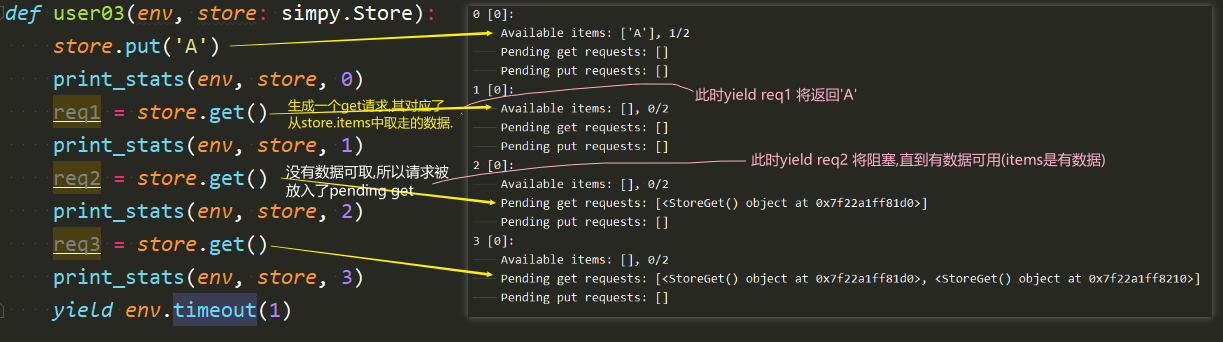 def user03(env, store: simpy.Store):
store.put('A')
print_stats(env, store, 0)
req1 = store.get()
生成一个get请求,其对应了
从store.items中取走的数据.
print_stats(env, store, 1)
req2 = store.get()
没有数据可取,所以请求被
放入了pending get
print_stats(env, store, 2)
req3 = store.get()
print_stats(env, store, 3)
yield env.timeout(1)
0 [0]:
Available items: ['A'], 1/2
Pending get requests: []
Pending put requests: []
1 [0]:
Available items: [], 0/2
Pending get requests: []
Pending put requests: []
此时yield req1 将返回'A'
2 [0]:
Available items: [], 0/2
Pending get requests: [<StoreGet() object at 0x7f22a1ff81d0>]
Pending put requests: []
此时yield req2 将阻塞,直到有数据可用(items是有数据)
3 [0]:
Available items: [], 0/2
Pending get requests: [<StoreGet() object at 0x7f22a1ff81d0>, <StoreGet() object at 0x7f22a1ff8210>]
Pending put requests: []